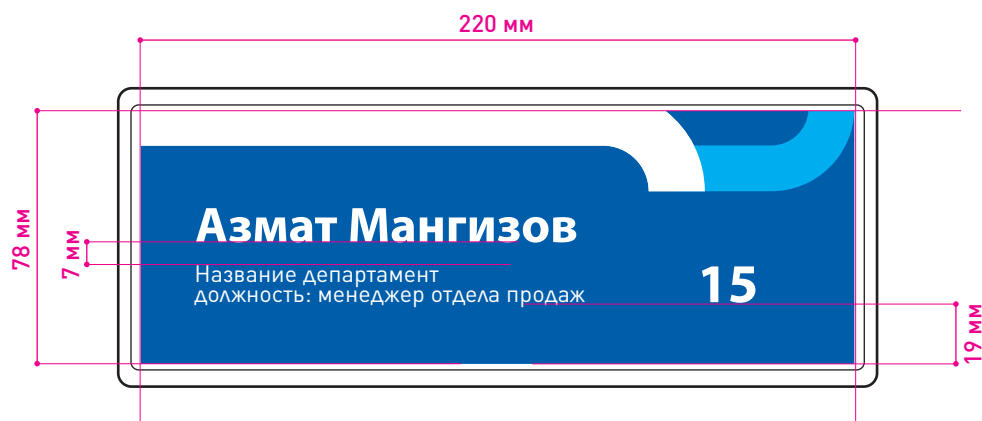 220 мм
78 мм
7 мм
Азмат Мангизов
Название департамент
должность: менеджер отдела продаж
15
19 мм